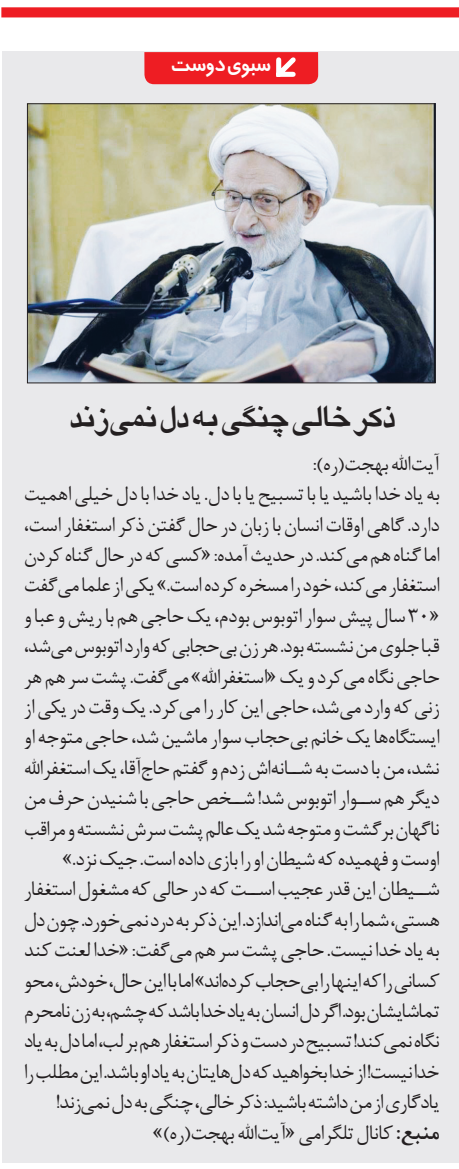 سبوی دوست
ذکر خالی چنگی به دل نمی‌زند
آیت‌الله بهجت(ره):
به یاد خدا باشید یا با تسبیح یا با دل. یاد خدا با دل خیلی اهمیت
دارد. گاهی اوقات انسان با زبان در حال گفتن ذکر استغفار است،
اما گناه هم می‌کند. در حدیث آمده: «کسی که در حال گناه کردن
استغفار می‌کند، خود را مسخره کرده است.» یکی از علما می‌گفت
«۳۰ سال پیش سوار اتوبوس بودم، یک حاجی هم با ریش و عبا و
قبا جلوی من نشسته بود. هر زن بی‌حجابی که وارد اتوبوس می‌شد،
حاجی نگاه می‌کرد و یک «استغفرالله» می‌گفت. پشت سر هم هر
زنی که وارد می‌شد، حاجی این کار را می‌کرد. یک وقت در یکی از
ایستگاه‌ها یک خانم بی‌حجاب سوار ماشین شد، حاجی متوجه او
نشد، من با دست به شانه‌اش زدم و گفتم حاج‌آقا، یک استغفرالله
دیگر هم سوار اتوبوس شد! شخص حاجی با شنیدن حرف من
ناگهان برگشت و متوجه شد یک عالم پشت سرش نشسته و مراقب
اوست و فهمیده که شیطان او را بازی داده است. جیک نزد.»
شیطان این قدر عجیب است که در حالی که مشغول استغفار
هستی، شما را به گناه می‌اندازد. این ذکر به درد نمی‌خورد. چون دل
به یاد خدا نیست. حاجی پشت سر هم می‌گفت: «خدا لعنت کند
کسانی را که اینها را بی‌حجاب کرده‌اند» اما با این حال، خودش، محو
تماشایشان بود. اگر دل انسان به یاد خدا باشد که چشم، به زن نامحرم
نگاه نمی‌کند! تسبیح در دست و ذکر استغفار هم بر لب، اما دل به یاد
خدا نیست! از خدا بخواهید که دل‌هایتان به یاد او باشد. این مطلب را
یادگاری از من داشته باشید: ذکر خالی، چنگی به دل نمی‌زند!
منبع: کانال تلگرامی «آیت‌الله بهجت(ره)»